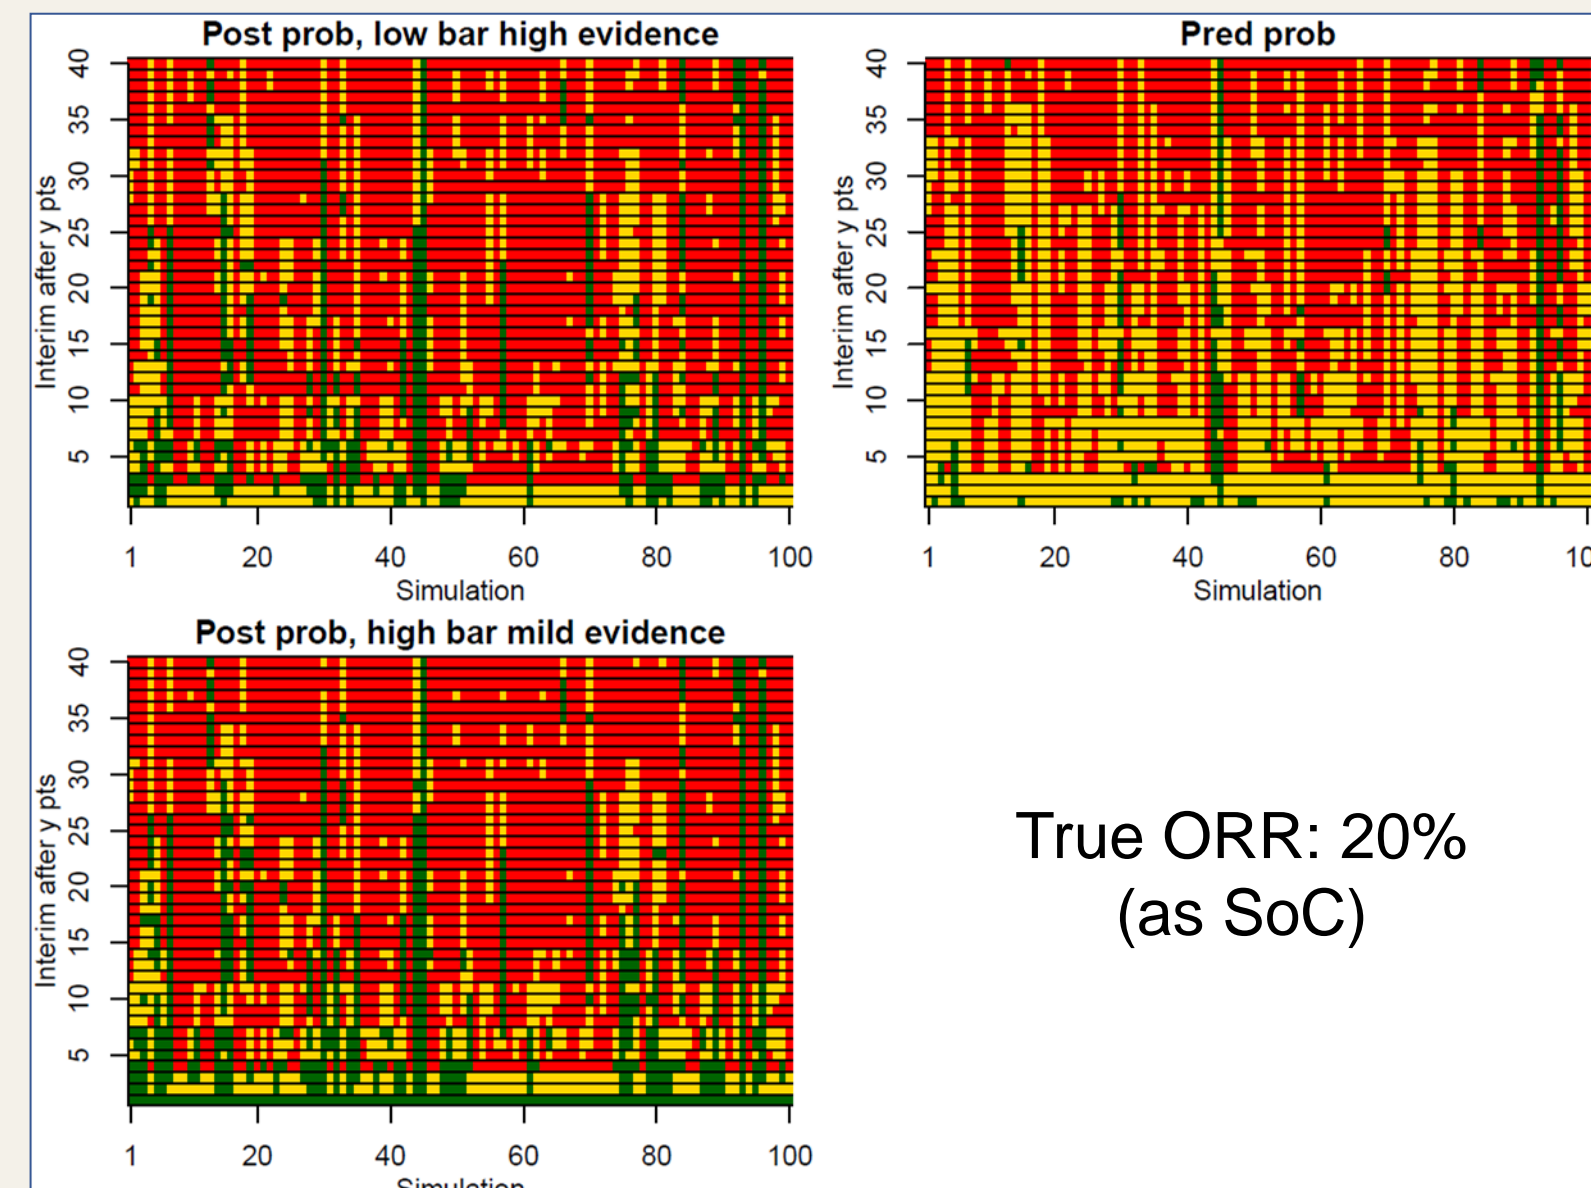 Post prob, low bar high evidence
Interim after y pts
40
35
30
25
20
15
10
5
1 20 40 60 80 100
Simulation
Pred prob
Interim after y pts
40
35
30
25
20
15
10
5
1 20 40 60 80 10
Simulation
Post prob, high bar mild evidence
Interim after y pts
40
35
30
25
20
15
10
5
1 20 40 60 80 100
Simulation
True ORR: 20%
(as SoC)